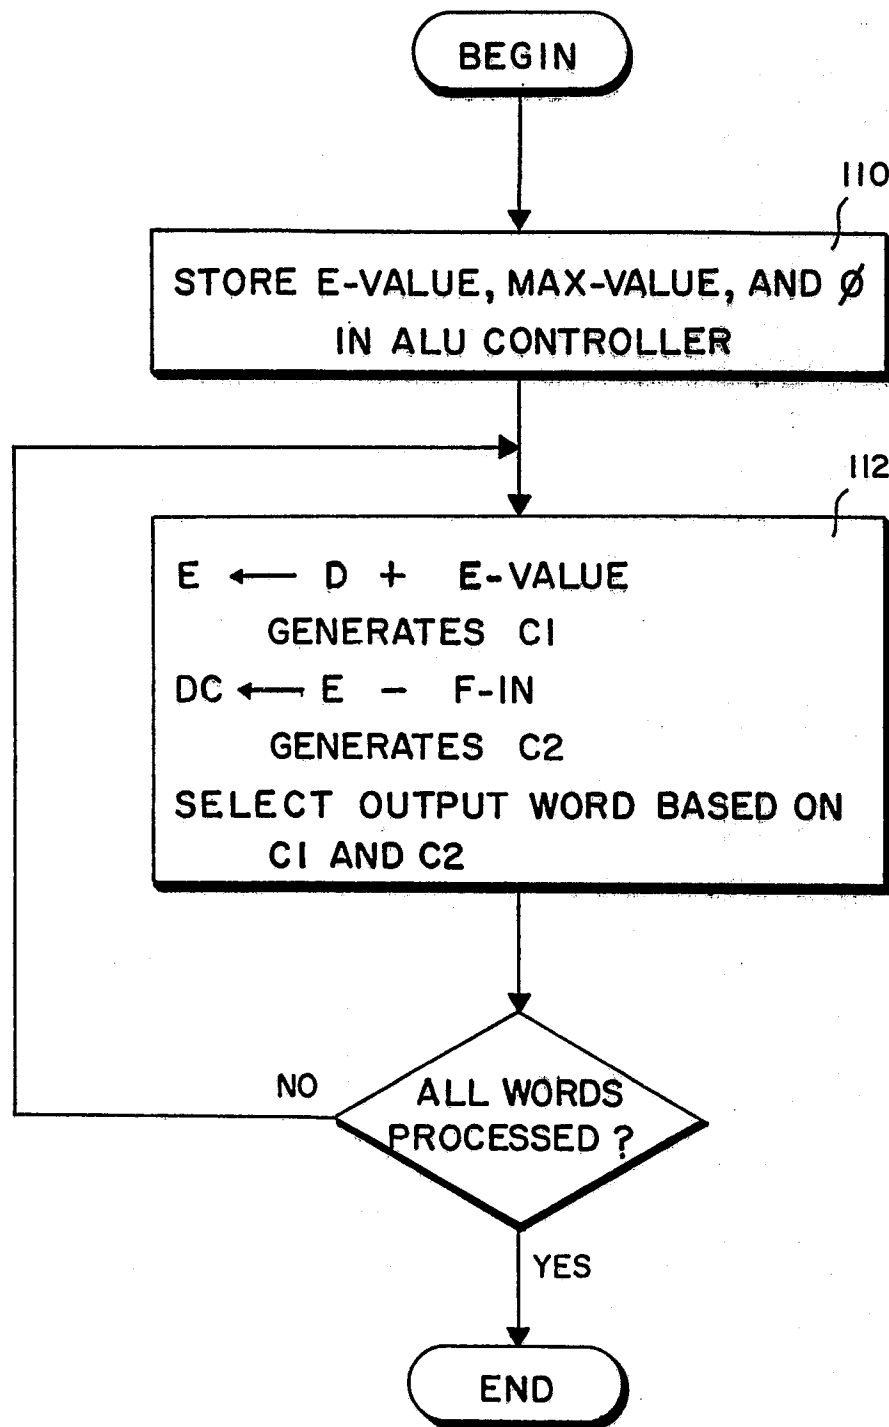 BEGIN
110
STORE E-VALUE, MAX-VALUE, AND Ø
IN ALU CONTROLLER
112
E ← D + E-VALUE
GENERATES C1
DC ← E - F-IN
GENERATES C2
SELECT OUTPUT WORD BASED ON
C1 AND C2
NO
ALL WORDS
PROCESSED ?
YES
END